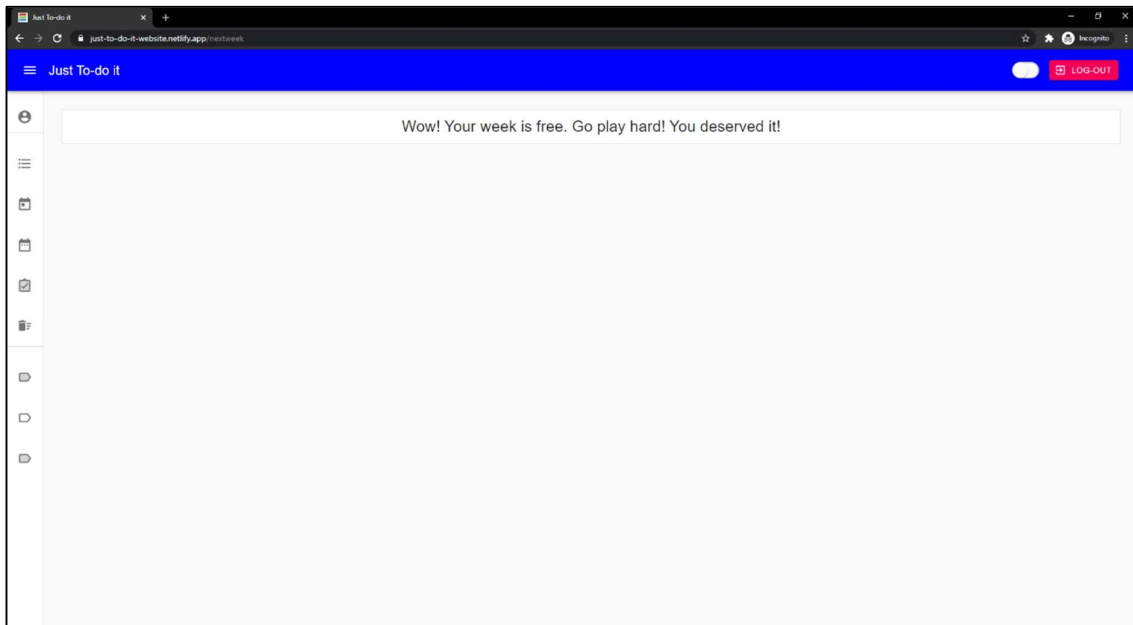 Just To-do it
just-to-do-it-website.netlify.app/nextweek
Incognito
Just To-do it
LOG-OUT
Wow! Your week is free. Go play hard! You deserved it!